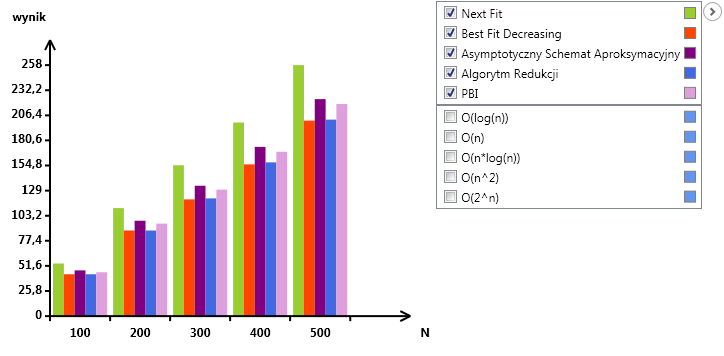 wynik
258
232,2
206,4
180,6
154,8
129
103,2
77,4
51,6
25,8
0
100 200 300 400 500 N
Next Fit
Best Fit Decreasing
Asymptotyczny Schemat Aproksymacyjny
Algorytm Redukcji
PBI
O(log(n))
O(n)
O(n*log(n))
O(n^2)
O(2^n)